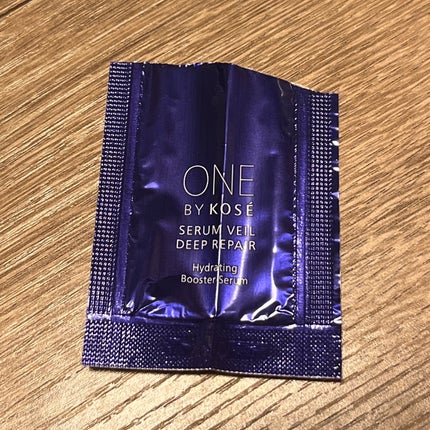 ONE
BY KOSÉ
SERUM VEIL
DEEP REPAIR
Hydrating
Booster Serum